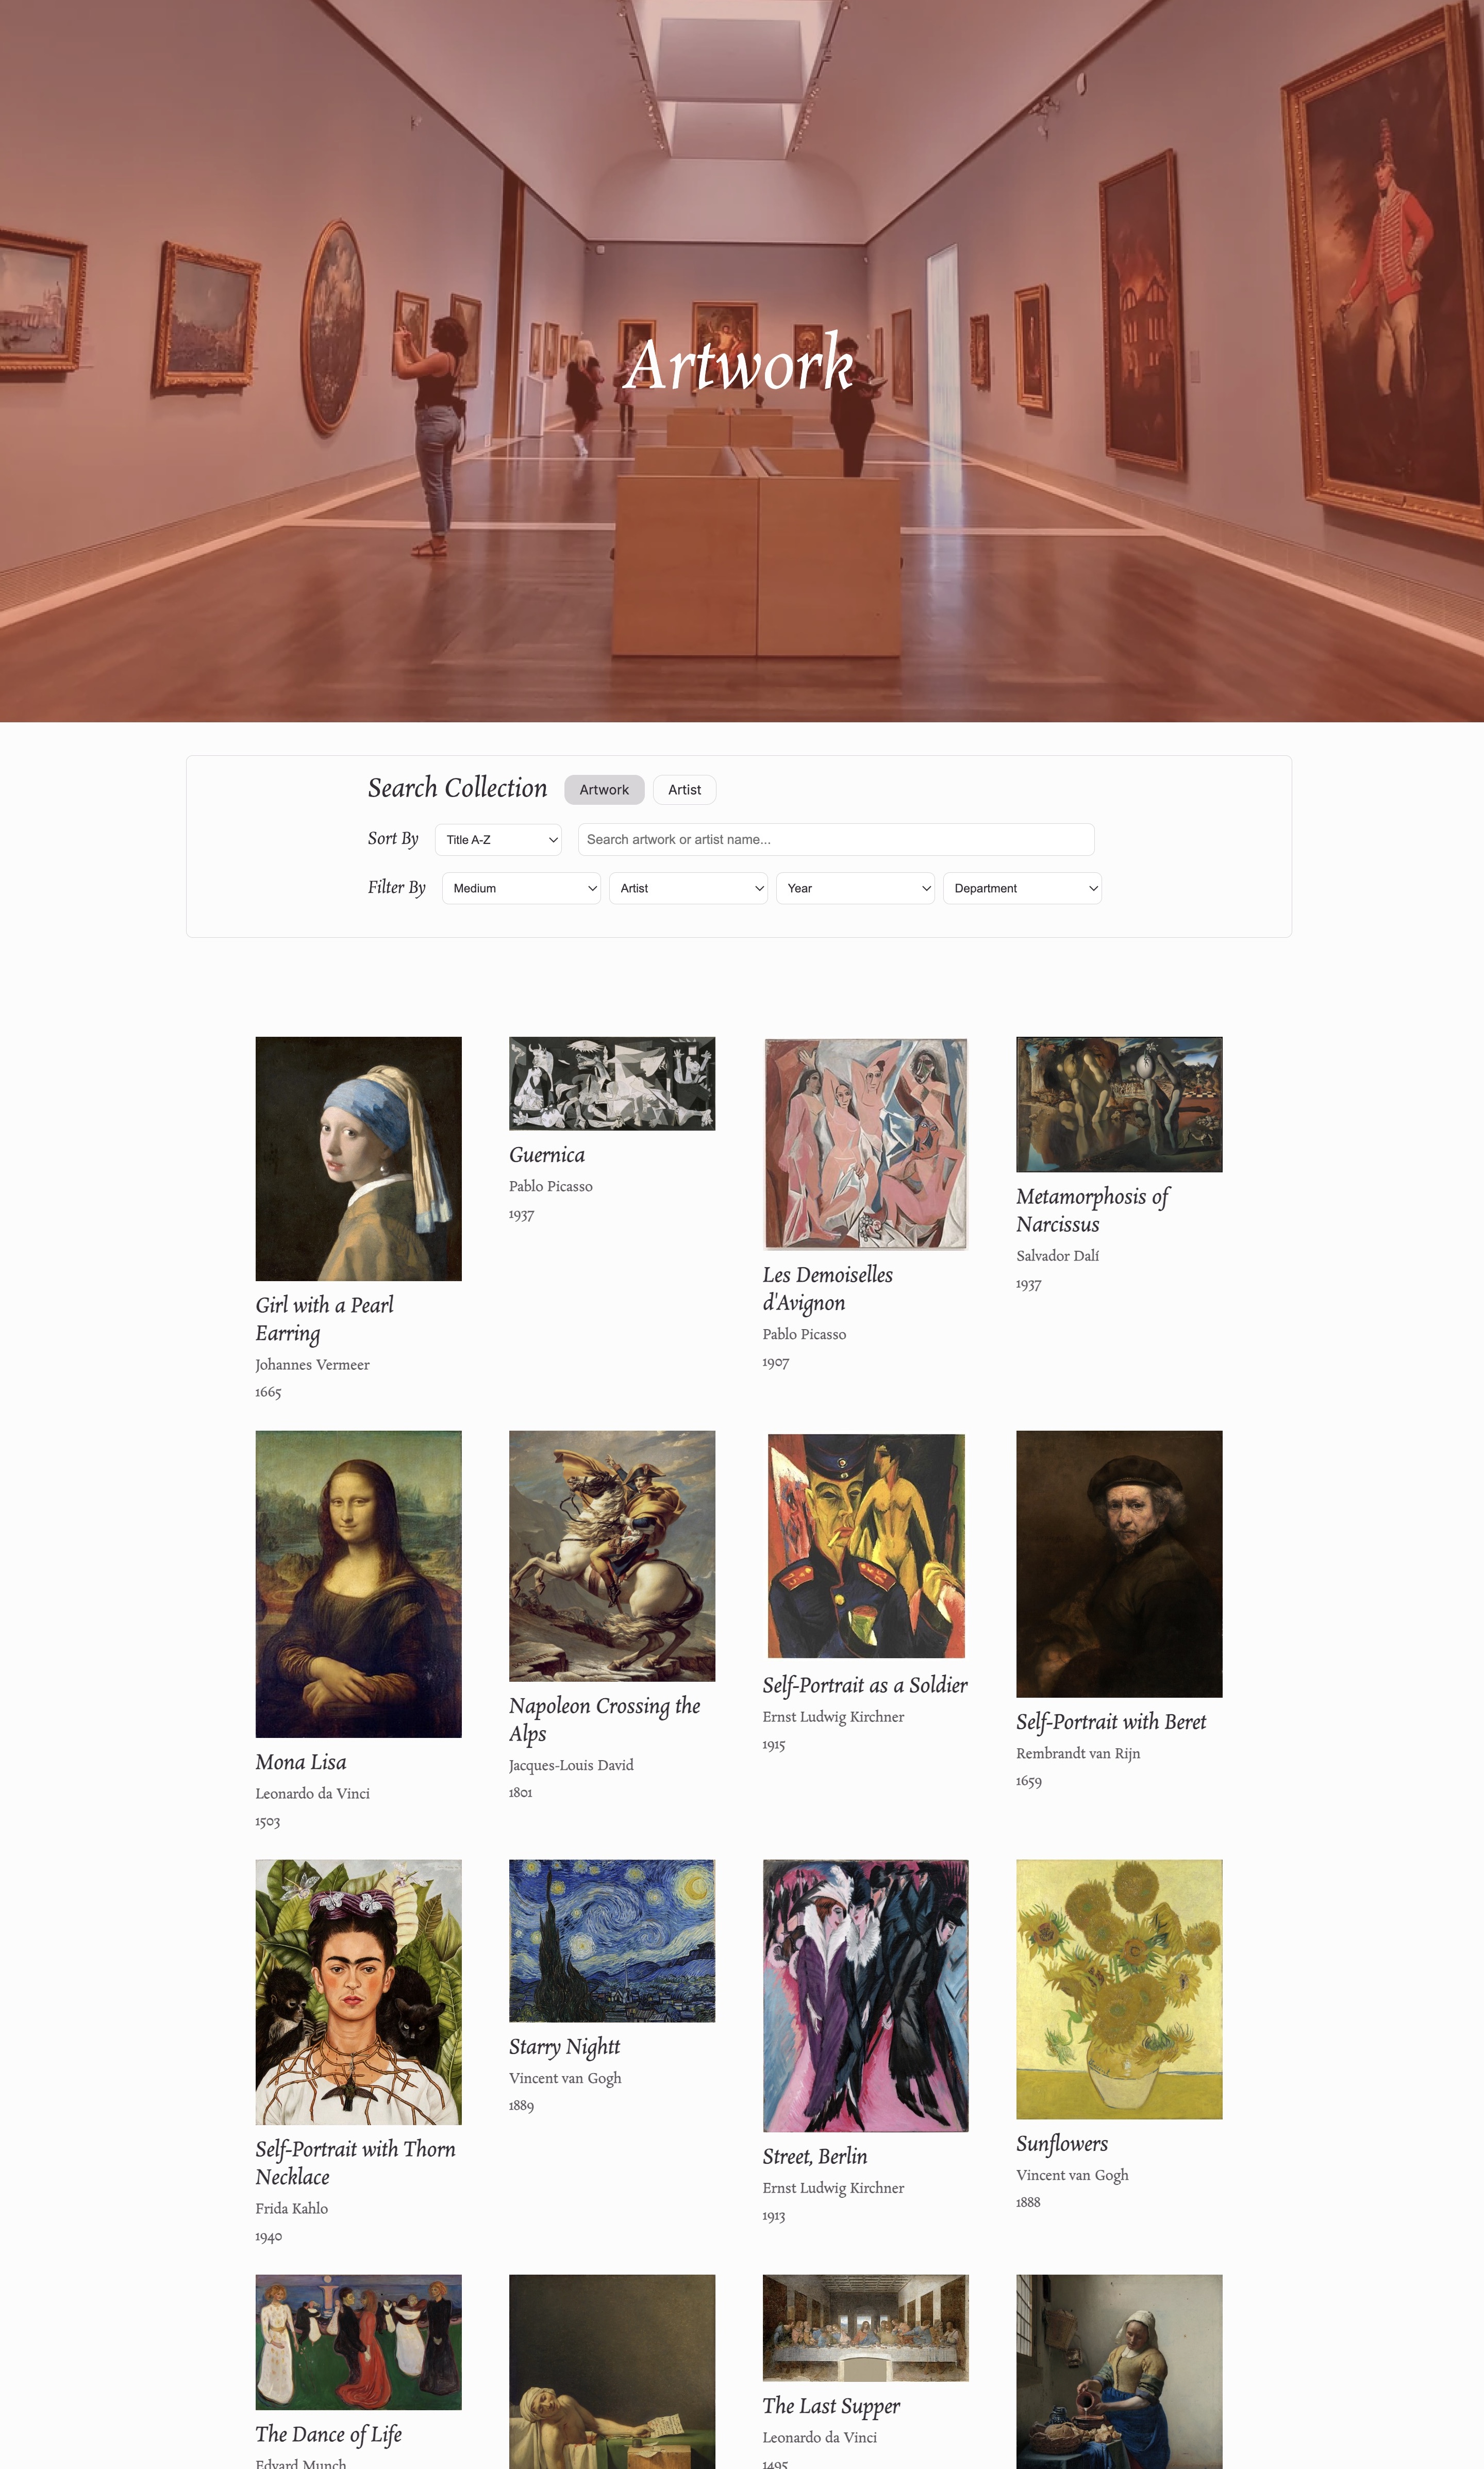 Artwork
Search Collection Artwork Artist
Sort By Title A-Z Search artwork or artist name...
Filter By Medium Artist Year Department
Girl with a Pearl
Earring
Johannes Vermeer
1665
Guernica
Pablo Picasso
1937
Les Demoiselles
d'Avignon
Pablo Picasso
1907
Metamorphosis of
Narcissus
Salvador Dalí
1937
Mona Lisa
Leonardo da Vinci
1503
Napoleon Crossing the
Alps
Jacques-Louis David
1801
Self-Portrait as a Soldier
Ernst Ludwig Kirchner
1915
Self-Portrait with Beret
Rembrandt van Rijn
1659
Self-Portrait with Thorn
Necklace
Frida Kahlo
1940
Starry Nightt
Vincent van Gogh
1889
Street, Berlin
Ernst Ludwig Kirchner
1913
Sunflowers
Vincent van Gogh
1888
The Dance of Life
Edvard Munch
The Last Supper
Leonardo da Vinci
1495